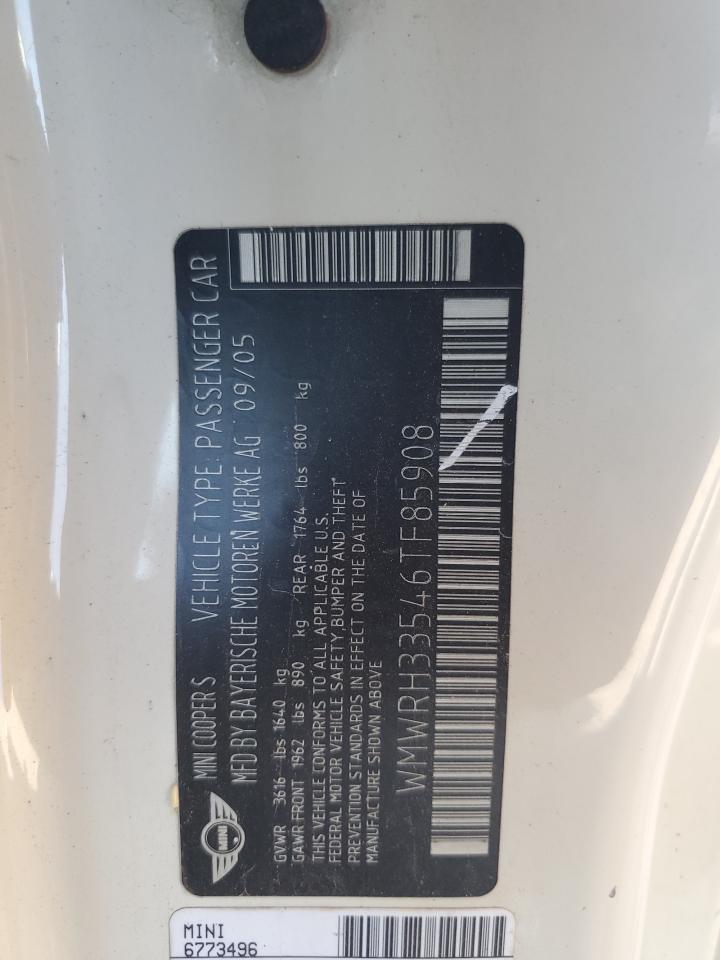 MINI COOPER S VEHICLE TYPE: PASSENGER CAR
MFD BY BAYERISCHE MOTOREN WERKE AG 09/05
MINI
GVWR 3616 lbs 1640 kg
GAWR FRONT 1962 lbs 890 kg REAR 1764 lbs 800 kg
THIS VEHICLE CONFORMS TO ALL APPLICABLE U.S.
FEDERAL MOTOR VEHICLE SAFETY,BUMPER AND THEFT
PREVENTION STANDARDS IN EFFECT ON THE DATE OF
MANUFACTURE SHOWN ABOVE
WMWRH33546TF85908
MINI
6773496